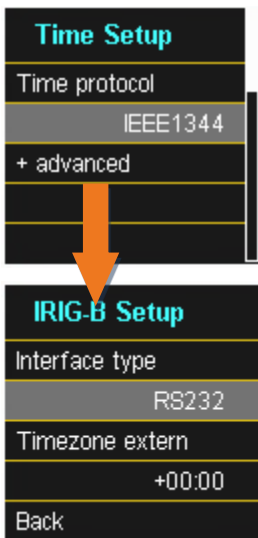 Time Setup
Time protocol
IEEE1344
+ advanced
IRIG-B Setup
Interface type
RS232
Timezone extern
+00:00
Back